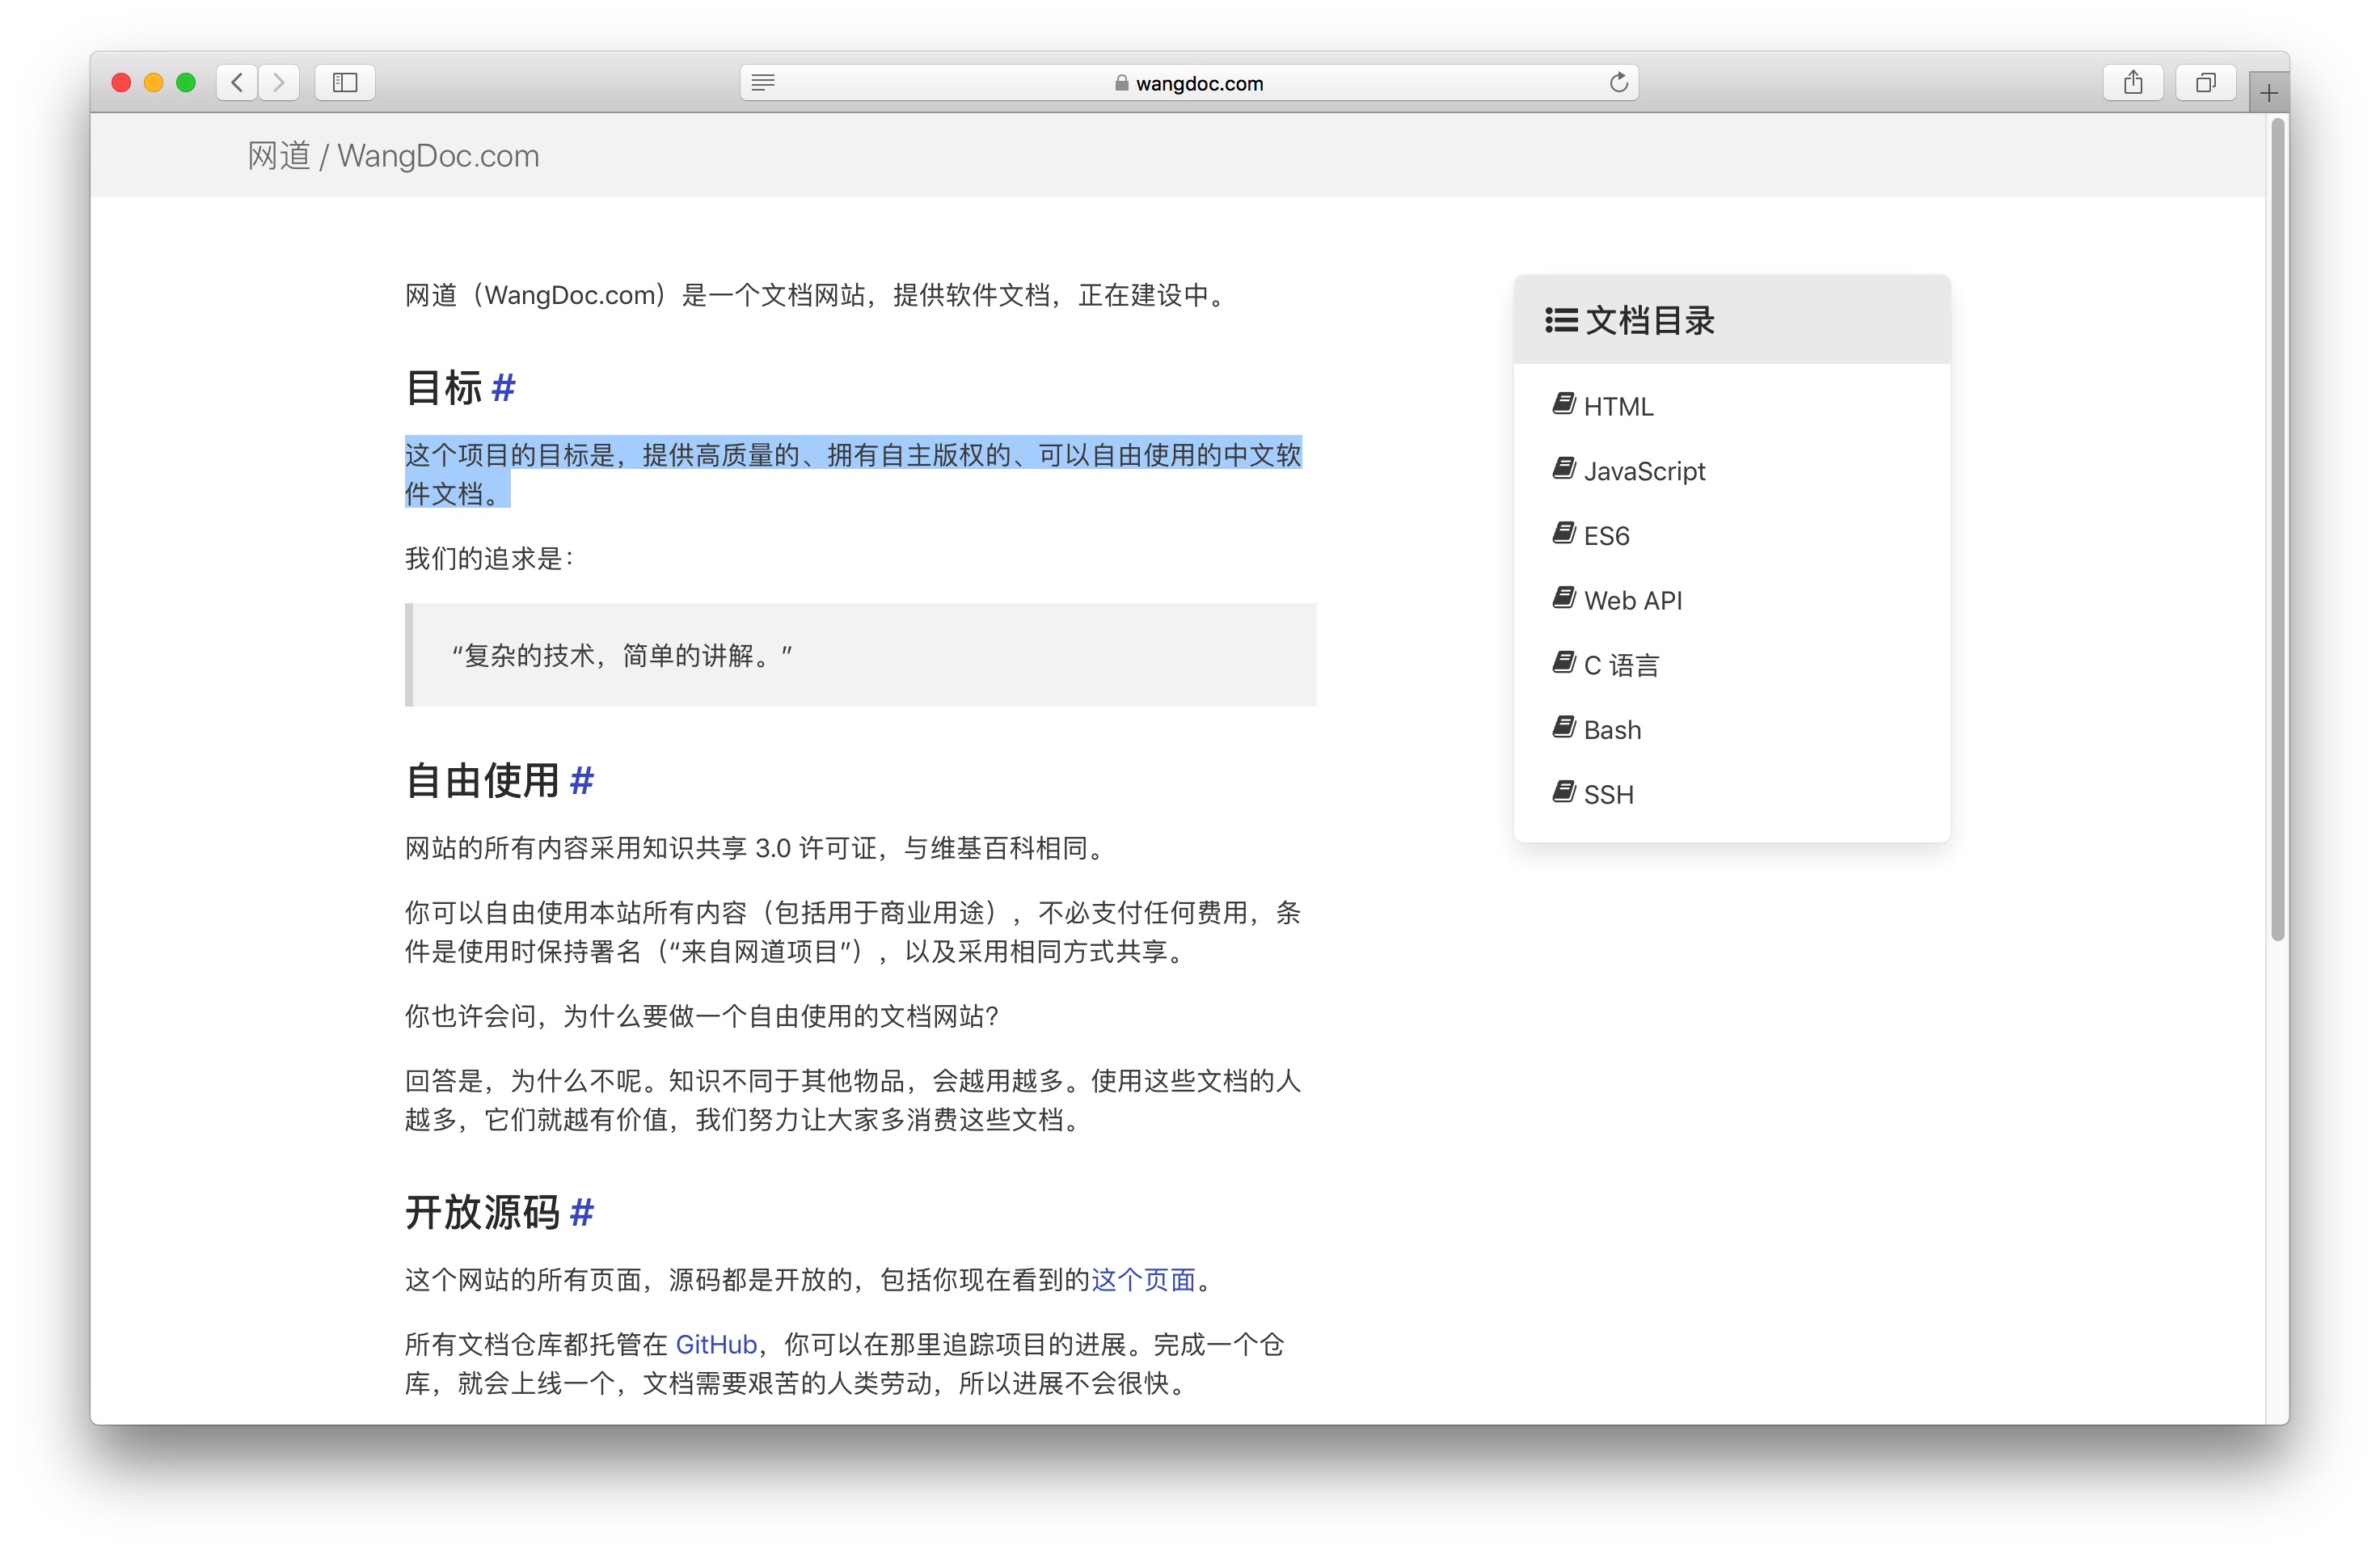 wangdoc.com
网道 / WangDoc.com
网道（WangDoc.com）是一个文档网站，提供软件文档，正在建设中。
目标 #
这个项目的目标是，提供高质量的、拥有自主版权的、可以自由使用的中文软
件文档。
我们的追求是：
“复杂的技术，简单的讲解。”
自由使用 #
网站的所有内容采用知识共享 3.0 许可证，与维基百科相同。
你可以自由使用本站所有内容（包括用于商业用途），不必支付任何费用，条
件是使用时保持署名（“来自网道项目”），以及采用相同方式共享。
你也许会问，为什么要做一个自由使用的文档网站？
回答是，为什么不呢。知识不同于其他物品，会越用越多。使用这些文档的人
越多，它们就越有价值，我们努力让大家多消费这些文档。
开放源码 #
这个网站的所有页面，源码都是开放的，包括你现在看到的这个页面。
所有文档仓库都托管在 GitHub，你可以在那里追踪项目的进展。完成一个仓
库，就会上线一个，文档需要艰苦的人类劳动，所以进展不会很快。
文档目录
HTML
JavaScript
ES6
Web API
C 语言
Bash
SSH